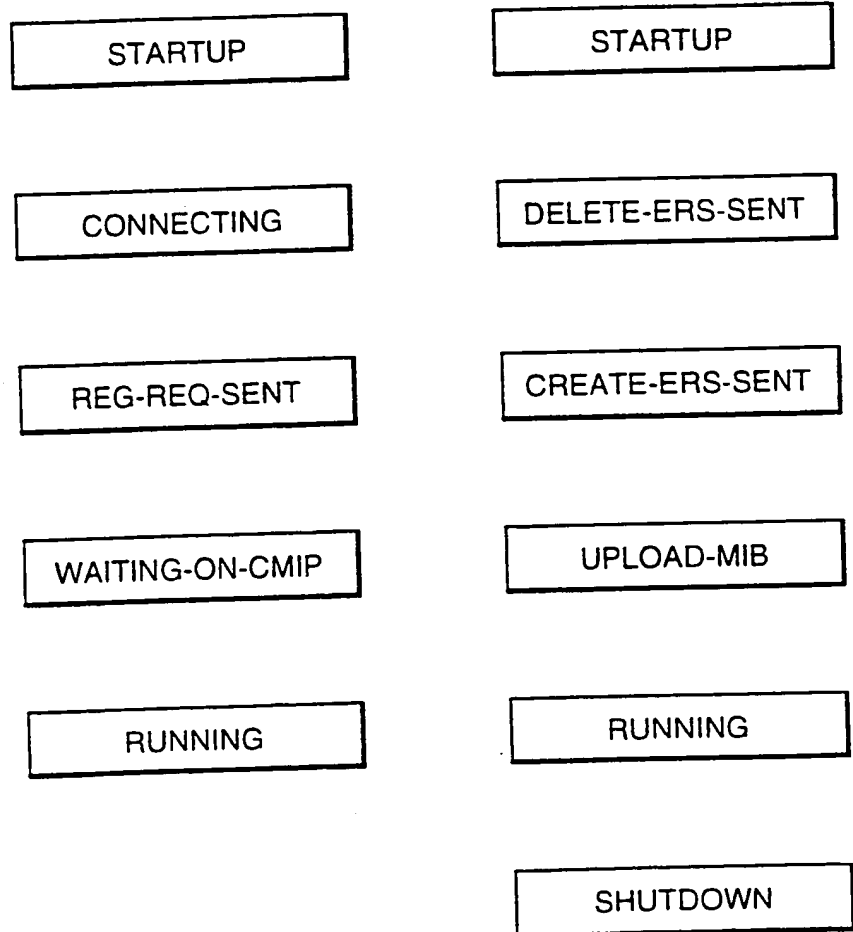 STARTUP
CONNECTING
REG-REQ-SENT
WAITING-ON-CMIP
RUNNING
STARTUP
DELETE-ERS-SENT
CREATE-ERS-SENT
UPLOAD-MIB
RUNNING
SHUTDOWN